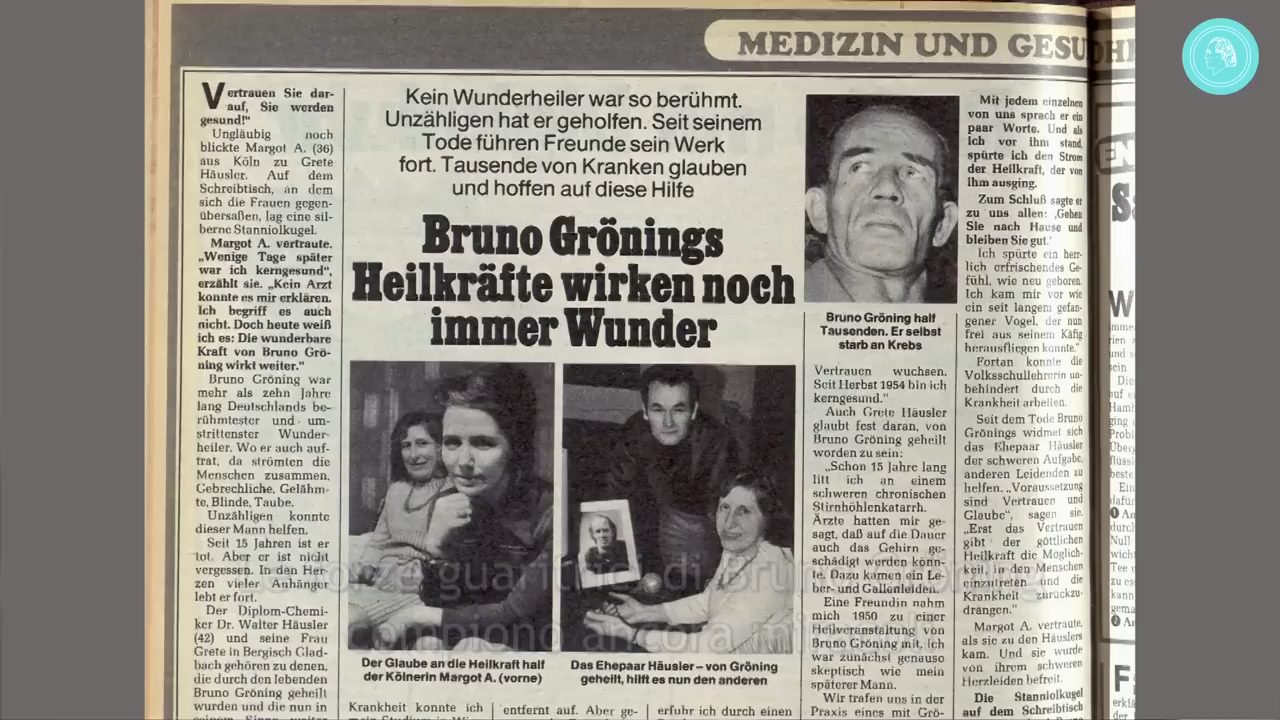 MEDIZIN UND GESU
Vertrauen Sie dar-
auf, Sie werden
gesund!"
Ungläubig noch
blickte Margot A. (36)
aus Köln zu Grete
Häusler. Auf dem
Schreibtisch, an dem
sich die Frauen gegen-
übersaßen, lag eine sil-
berne Stanniolkugel.
Margot A. vertraute.
„Wenige Tage später
war ich kerngesund",
erzählt sie. „Kein Arzt
konnte es mir erklären.
Ich begriff es auch
nicht. Doch heute weiß
ich es: Die wunderbare
Kraft von Bruno Grö-
ning wirkt weiter."
Bruno Gröning war
mehr als zehn Jahre
lang Deutschlands be-
rühmtester und um-
strittenster Wunder-
heiler. Wo er auch auf-
trat, da strömten die
Menschen zusammen,
Gebrechliche, Gelähm-
te, Blinde, Taube.
Unzähligen konnte
dieser Mann helfen.
Seit 15 Jahren ist er
tot. Aber er ist nicht
vergessen. In den Her-
zen vieler Anhänger
lebt er fort.
Der Diplom-Chemi-
ker Dr. Walter Häusler
(42) und seine Frau
Grete in Bergisch Glad-
bach gehören zu denen,
die durch den lebenden
Bruno Gröning geheilt
wurden und die nun in
Kein Wunderheiler war so berühmt.
Unzähligen hat er geholfen. Seit seinem
Tode führen Freunde sein Werk
fort. Tausende von Kranken glauben
und hoffen auf diese Hilfe
Bruno Grönings
Heilkräfte wirken noch
immer Wunder
Der Glaube an die Heilkraft half
der Kölnerin Margot A. (vorne)
Das Ehepaar Häusler – von Gröning
geheilt, hilft es nun den anderen
Krankheit konnte ich
entfernt auf. Aber ge-
erfuhr ich durch einen
Bruno Gröning half
Tausenden. Er selbst
starb an Krebs
Vertrauen wuchsen.
Seit Herbst 1954 bin ich
kerngesund."
Auch Grete Häusler
glaubt fest daran, von
Bruno Gröning geheilt
worden zu sein:
„Schon 15 Jahre lang
litt ich an einem
schweren chronischen
Stirnhöhlenkatarrh.
Ärzte hatten mir ge-
sagt, daß auf die Dauer
auch das Gehirn ge-
schädigt werden könn-
te. Dazu kamen ein Le-
ber- und Gallenleiden.
Eine Freundin nahm
mich 1950 zu einer
Heilveranstaltung von
Bruno Gröning mit. Ich
war zunächst genauso
skeptisch wie mein
späterer Mann.
Wir trafen uns in der
Praxis eines mit Grö-
Mit jedem einzelnen
von uns sprach er ein
paar Worte. Und als
ich vor ihm stand,
spürte ich den Strom
der Heilkraft, der von
ihm ausging.
Zum Schluß sagte er
zu uns allen: ‚Gehen
Sie nach Hause und
bleiben Sie gut.'
Ich spürte ein herr-
lich erfrischendes Ge-
fühl, wie neu geboren.
Ich kam mir vor wie
ein seit langem gefan-
gener Vogel, der nun
frei aus seinem Käfig
herausfliegen konnte."
Fortan konnte die
Volksschullehrerin un-
behindert durch die
Krankheit arbeiten.
Seit dem Tode Bruno
Grönings widmet sich
das Ehepaar Häusler
der schweren Aufgabe,
anderen Leidenden zu
helfen. „Voraussetzung
sind Vertrauen und
Glaube", sagen sie.
„Erst das Vertrauen
gibt der göttlichen
Heilkraft die Möglich-
keit, in den Menschen
einzutreten und die
Krankheit zurückzu-
drängen."
Margot A. vertraute,
als sie zu den Häuslers
kam. Und sie wurde
von ihrem schweren
Herzleiden befreit.
Die Stanniolkugel
auf dem Schreibtisch
guaritrici di Bruno
compiono ancora